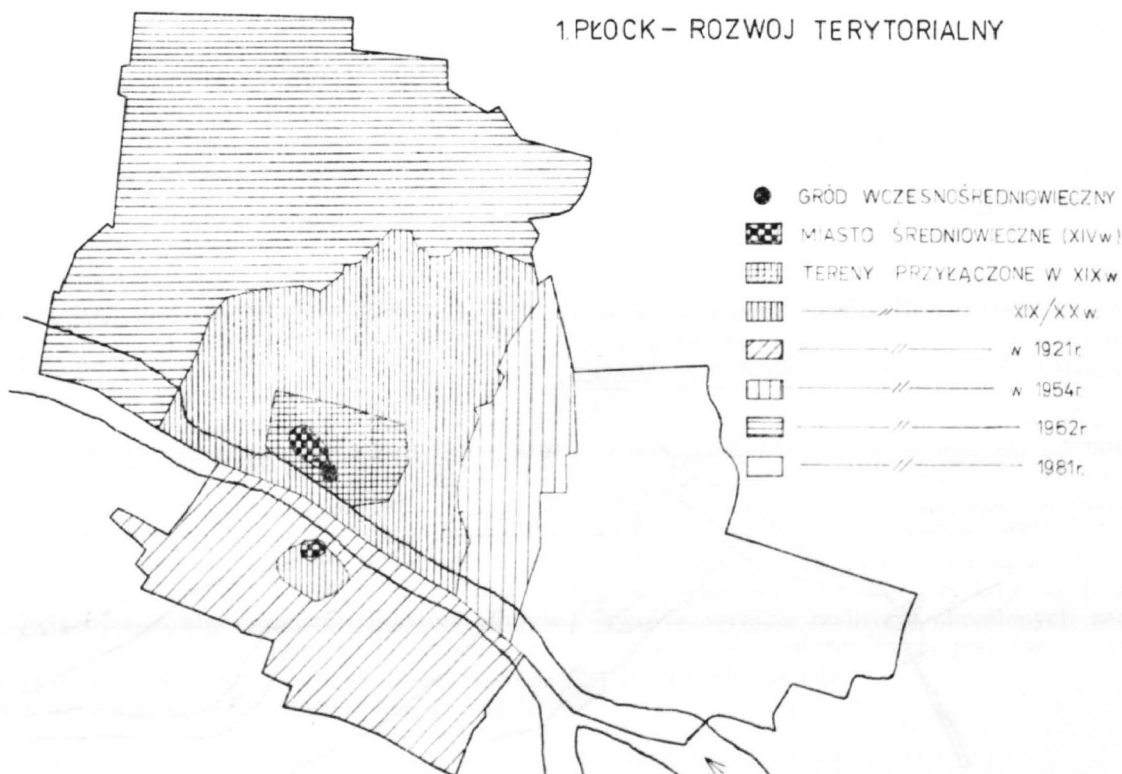 1. PŁOCK – ROZWOJ TERYTORIALNY
GRÓD WCZESNOŚREDNIOWIECZNY
MIASTO ŚREDNIOWIECZNE (XIVw)
TERENY PRZYŁĄCZONE W XIXw
—〃— XIX/XXw.
—〃— w 1921r.
—〃— w 1954r.
—〃— 1962r
—〃— 1981r.